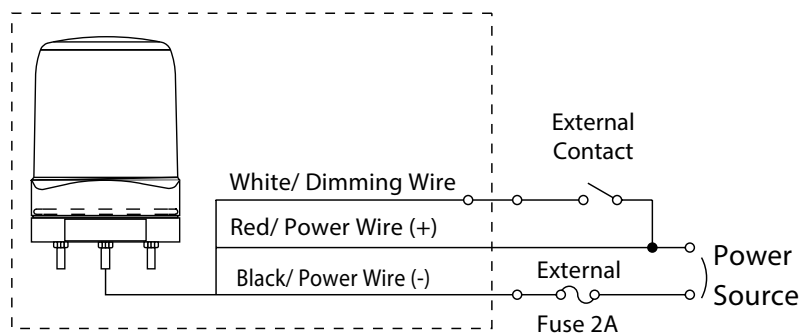 External
Contact
White/ Dimming Wire
Red/ Power Wire (+)
Power
Black/ Power Wire (-)
External
Source
Fuse 2A